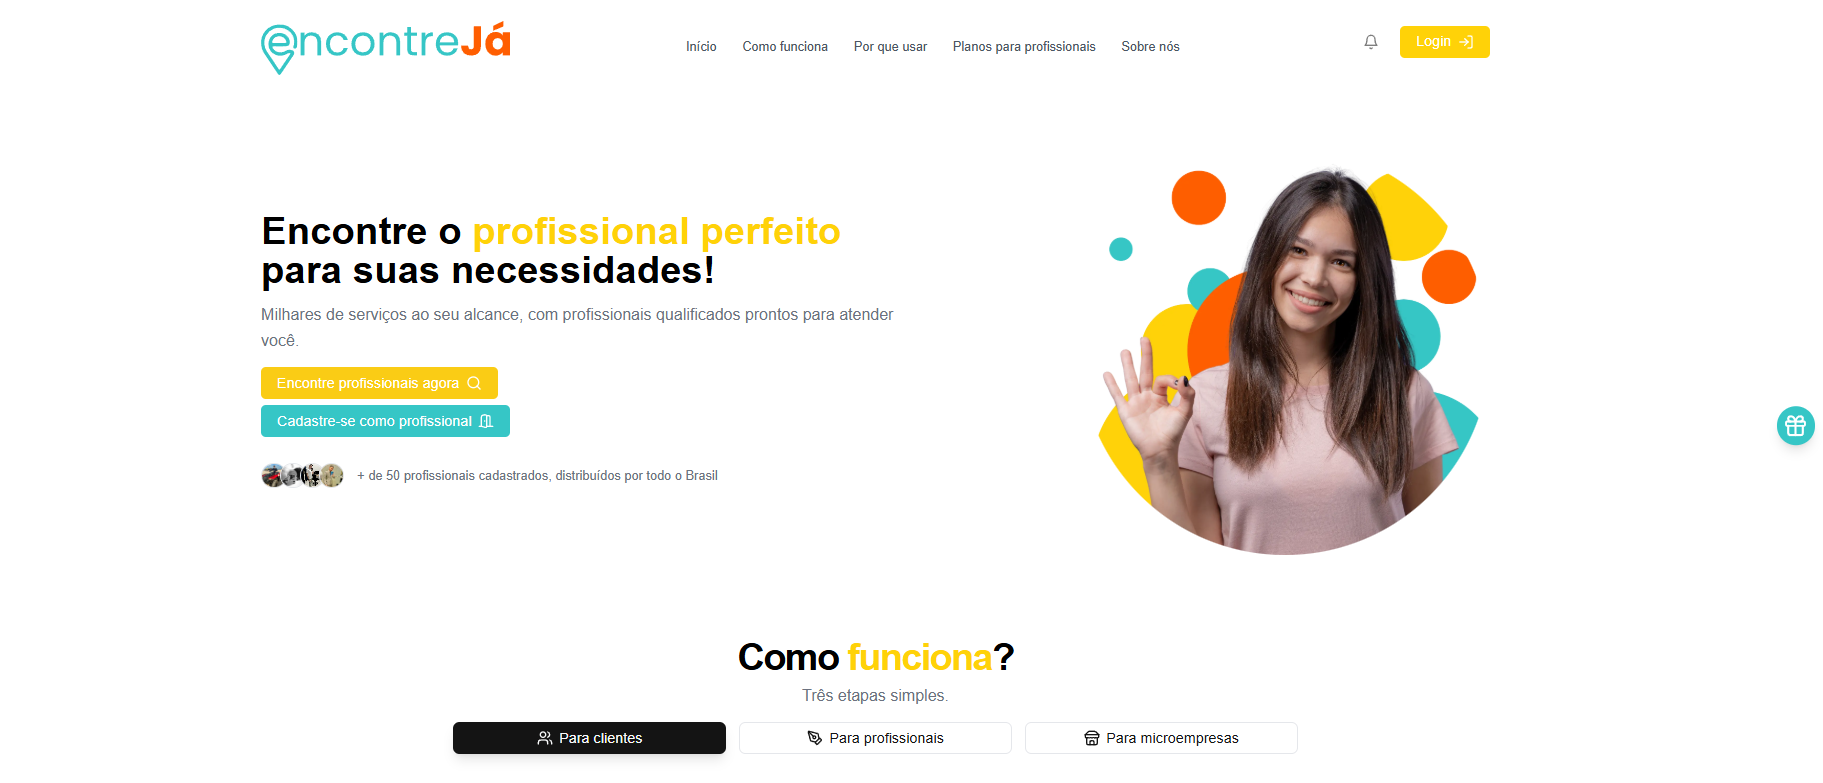 encontreJá
Início
Como funciona
Por que usar
Planos para profissionais
Sobre nós
Login
Encontre o profissional perfeito
para suas necessidades!
Milhares de serviços ao seu alcance, com profissionais qualificados prontos para atender
você.
Encontre profissionais agora
Cadastre-se como profissional
+ de 50 profissionais cadastrados, distribuídos por todo o Brasil
Como funciona?
Três etapas simples.
Para clientes
Para profissionais
Para microempresas